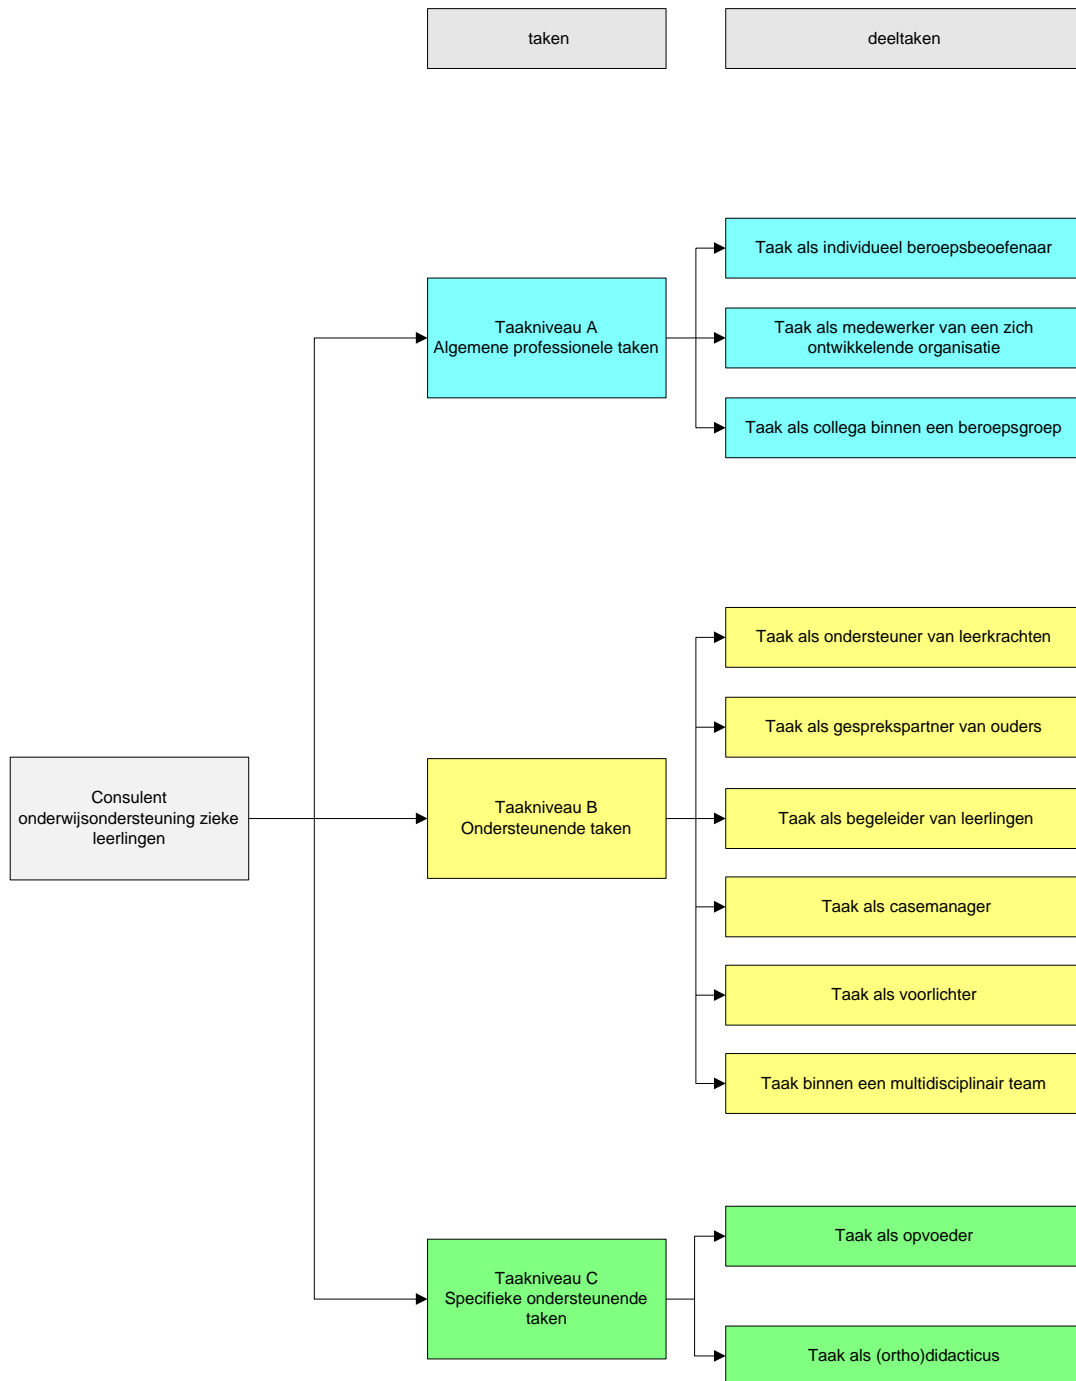 taken
deeltaken
Taak als individueel beroepsbeoefenaar
Taakniveau A
Algemene professionele taken
Taak als medewerker van een zich
ontwikkelende organisatie
Taak als collega binnen een beroepsgroep
Taak als ondersteuner van leerkrachten
Taak als gesprekspartner van ouders
Consulent
onderwijsondersteuning zieke
leerlingen
Taakniveau B
Ondersteunende taken
Taak als begeleider van leerlingen
Taak als casemanager
Taak als voorlichter
Taak binnen een multidisciplinair team
Taak als opvoeder
Taakniveau C
Specifieke ondersteunende
taken
Taak als (ortho)didacticus